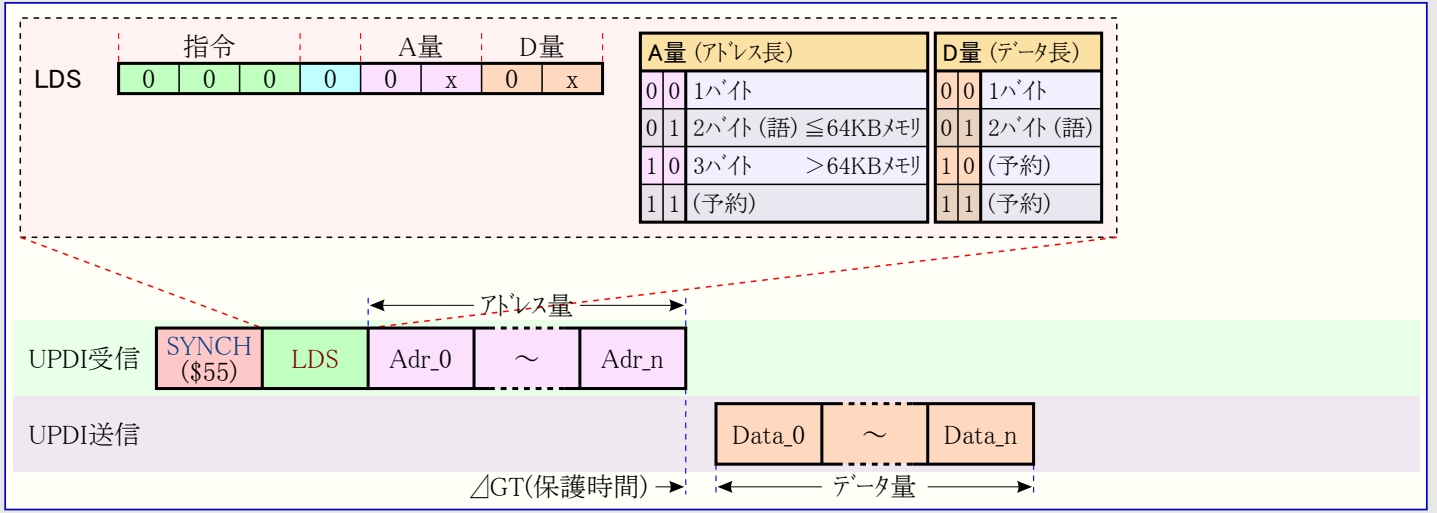 指令 A量 D量
LDS 0 0 0 0 0 x 0 x
A量 (アドレス長)
0 0 1バイト
0 1 2バイト (語) ≦64KBメモリ
1 0 3バイト >64KBメモリ
1 1 (予約)
D量 (データ長)
0 0 1バイト
0 1 2バイト (語)
1 0 (予約)
1 1 (予約)
アドレス量
UPDI受信 SYNCH ($55) LDS Adr_0 ~ Adr_n
UPDI送信 Data_0 ~ Data_n
⊿GT(保護時間) データ量